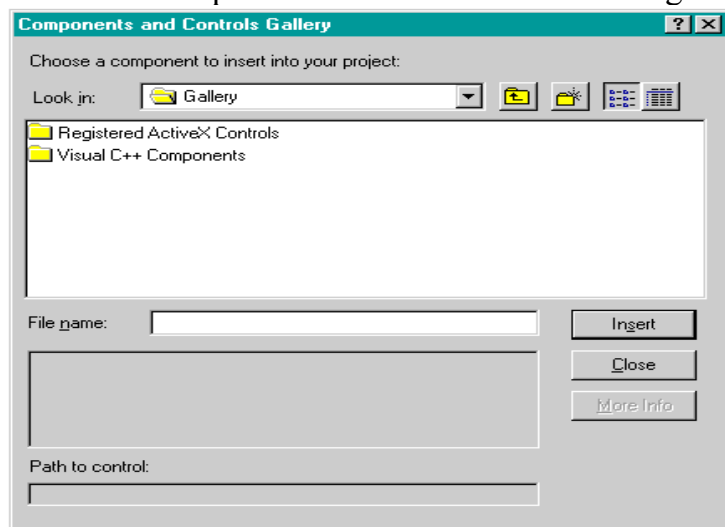 Components and Controls Gallery
Choose a component to insert into your project:
Look in: Gallery
Registered ActiveX Controls
Visual C++ Components
File name: Insert
Close
More Info
Path to control: